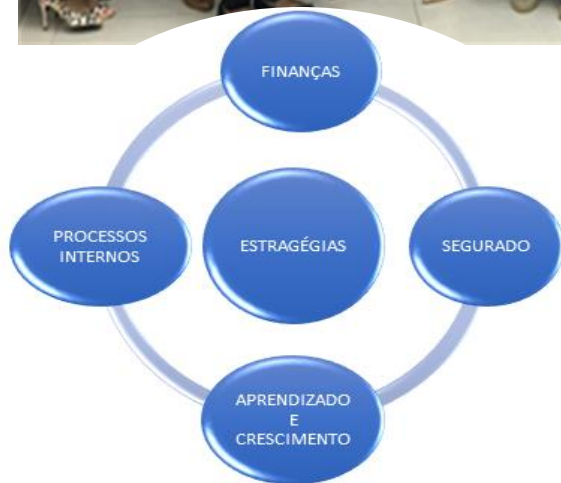 FINANÇAS
PROCESSOS
INTERNOS
ESTRAGÉGIAS
SEGURADO
APRENDIZADO
E
CRESCIMENTO